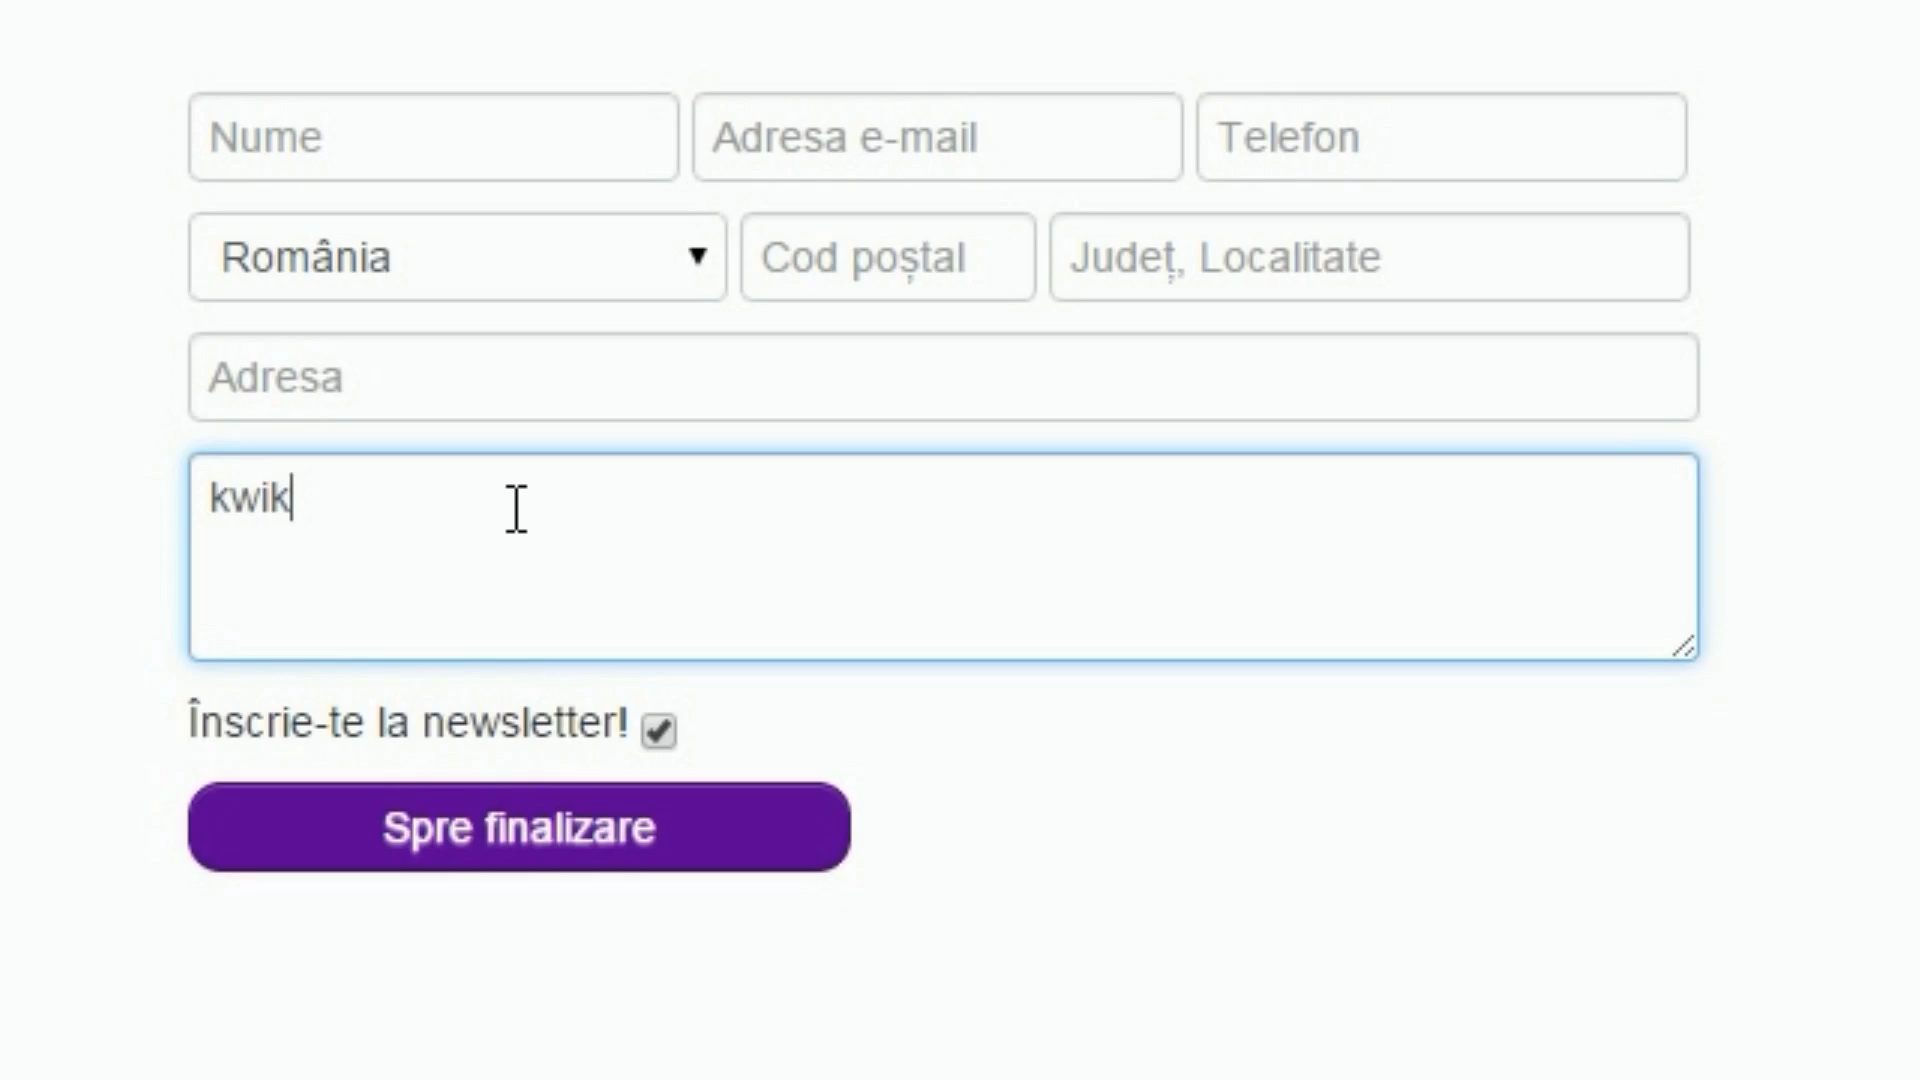 Nume Adresa e-mail Telefon
România Cod poștal Județ, Localitate
Adresa
kwik
Înscrie-te la newsletter!
Spre finalizare